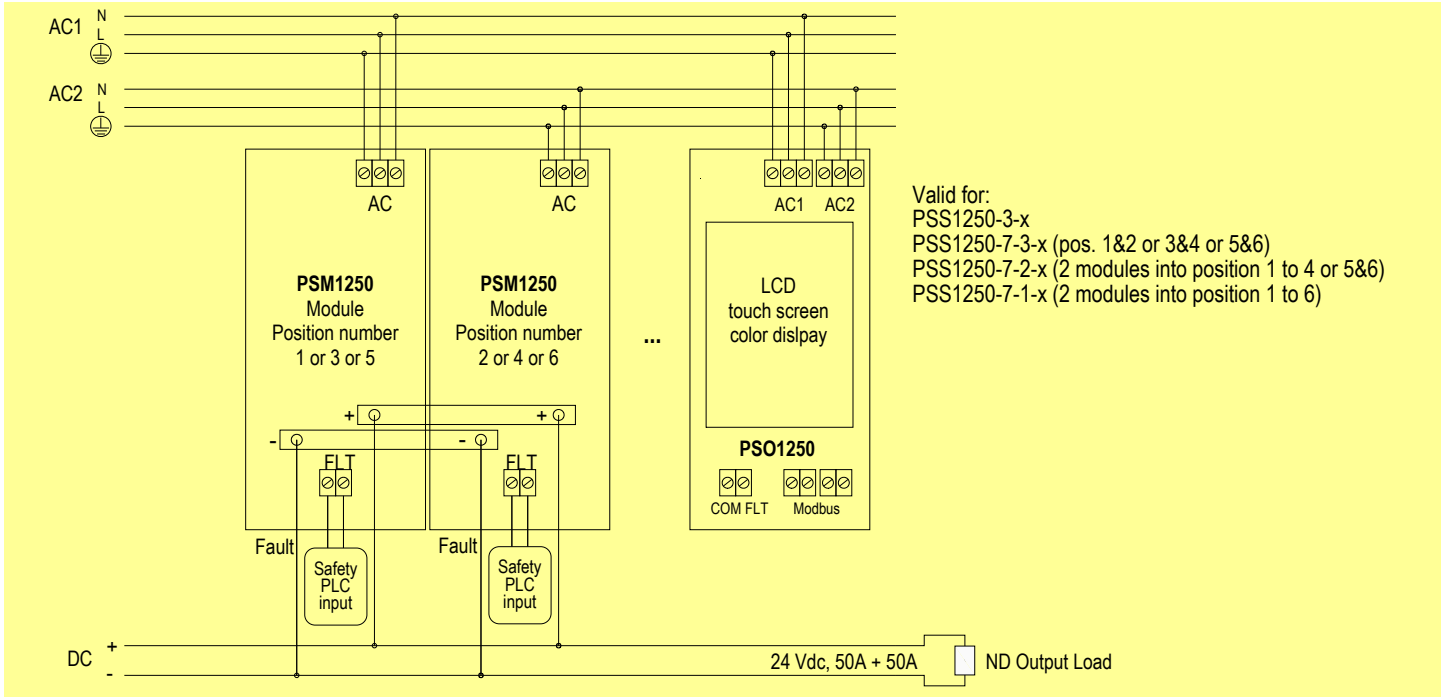 AC1
N
L
AC2
N
L
AC
AC
AC1 AC2
PSM1250
Module
Position number
1 or 3 or 5
PSM1250
Module
Position number
2 or 4 or 6
...
LCD
touch screen
color dislpay
Valid for:
PSS1250-3-x
PSS1250-7-3-x (pos. 1&2 or 3&4 or 5&6)
PSS1250-7-2-x (2 modules into position 1 to 4 or 5&6)
PSS1250-7-1-x (2 modules into position 1 to 6)
+
+
-
-
PSO1250
FLT
FLT
COM FLT
Modbus
Fault
Fault
Safety
PLC
input
Safety
PLC
input
DC
+
-
24 Vdc, 50A + 50A
ND Output Load